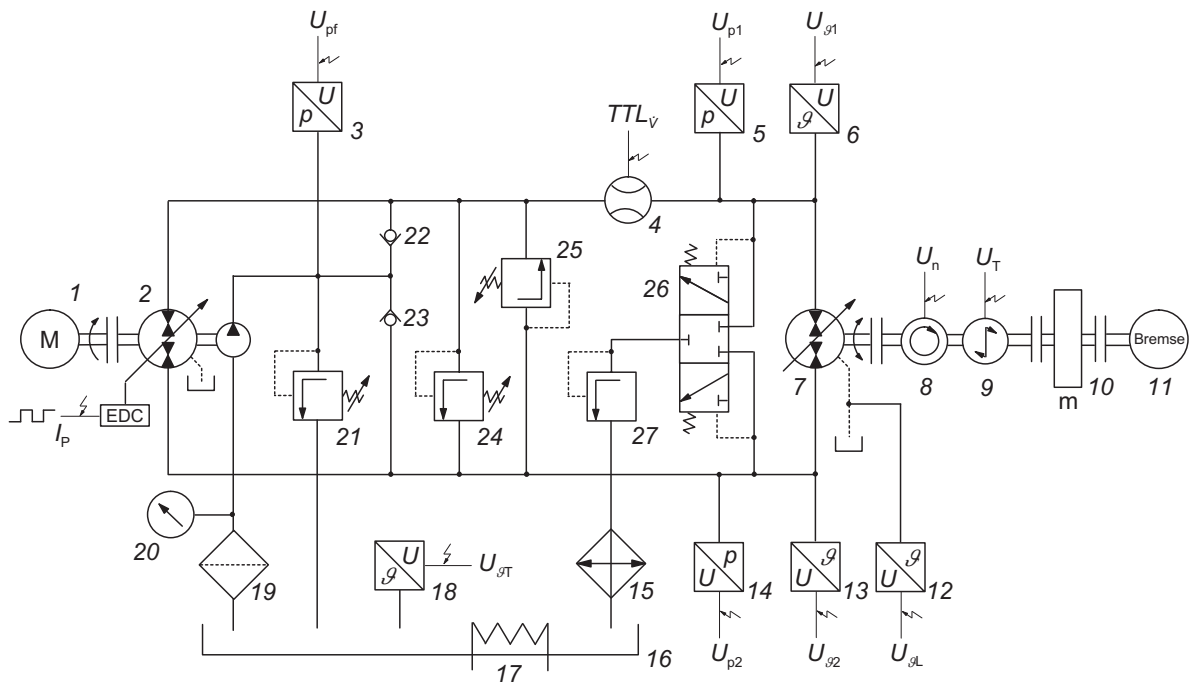 U_pf
U_p1
U_ϑ1
U
p
3
TTL_V̇
U
p
5
U
ϑ
6
4
22
25
26
U_n
U_T
1
2
23
M
Bremse
7
8
9
10
11
m
EDC
I_P
21
24
27
20
19
U
ϑ
18
U_ϑT
15
p
U
14
ϑ
U
13
ϑ
U
12
16
17
U_p2
U_ϑ2
U_ϑL